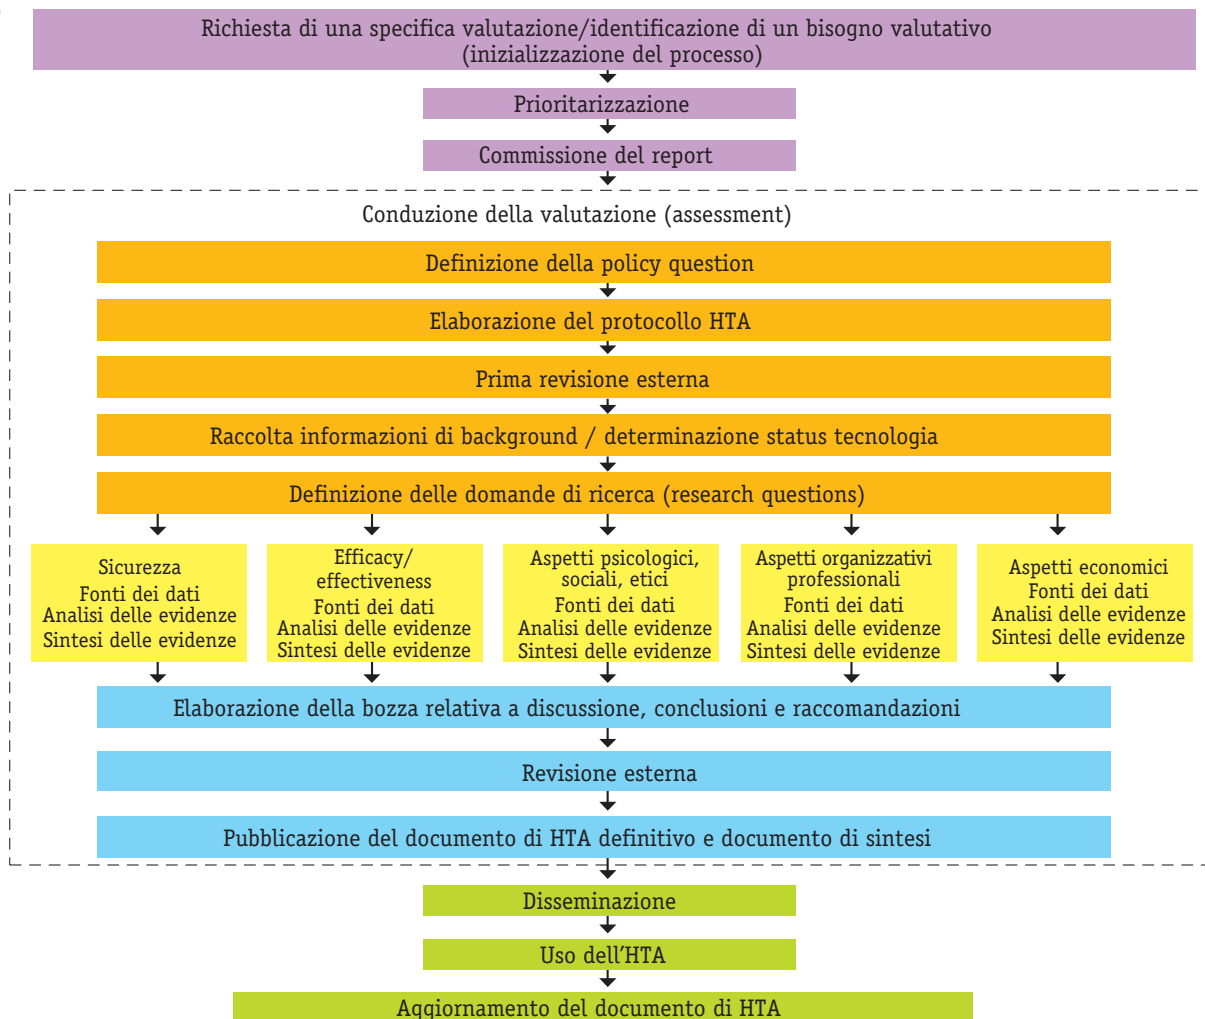 Richiesta di una specifica valutazione/identificazione di un bisogno valutativo
(inizializzazione del processo)
Prioritarizzazione
Commissione del report
Conduzione della valutazione (assessment)
Definizione della policy question
Elaborazione del protocollo HTA
Prima revisione esterna
Raccolta informazioni di background / determinazione status tecnologia
Definizione delle domande di ricerca (research questions)
Sicurezza
Fonti dei dati
Analisi delle evidenze
Sintesi delle evidenze
Efficacy/
effectiveness
Fonti dei dati
Analisi delle evidenze
Sintesi delle evidenze
Aspetti psicologici,
sociali, etici
Fonti dei dati
Analisi delle evidenze
Sintesi delle evidenze
Aspetti organizzativi
professionali
Fonti dei dati
Analisi delle evidenze
Sintesi delle evidenze
Aspetti economici
Fonti dei dati
Analisi delle evidenze
Sintesi delle evidenze
Elaborazione della bozza relativa a discussione, conclusioni e raccomandazioni
Revisione esterna
Pubblicazione del documento di HTA definitivo e documento di sintesi
Disseminazione
Uso dell'HTA
Aggiornamento del documento di HTA